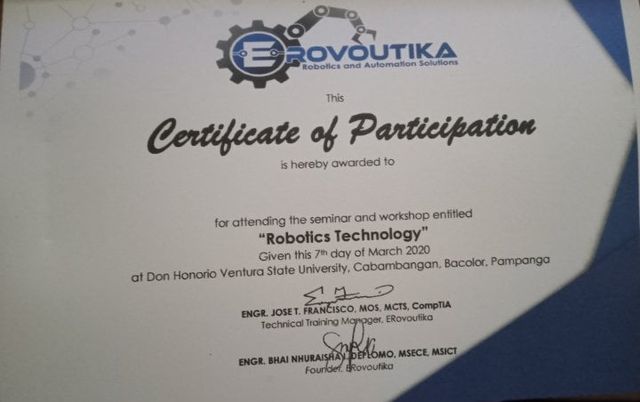 EROVOUTIKA
Robotics and Automation Solutions
This
Certificate of Participation
is hereby awarded to
for attending the seminar and workshop entitled
“Robotics Technology”
Given this 7th day of March 2020
at Don Honorio Ventura State University, Cabambangan, Bacolor, Pampanga
ENGR. JOSE T. FRANCISCO, MOS, MCTS, CompTIA
Technical Training Manager, ERovoutika
ENGR. BHAI NHURAISHA I. DEPLOMO, MSECE, MSICT
Founder, ERovoutika